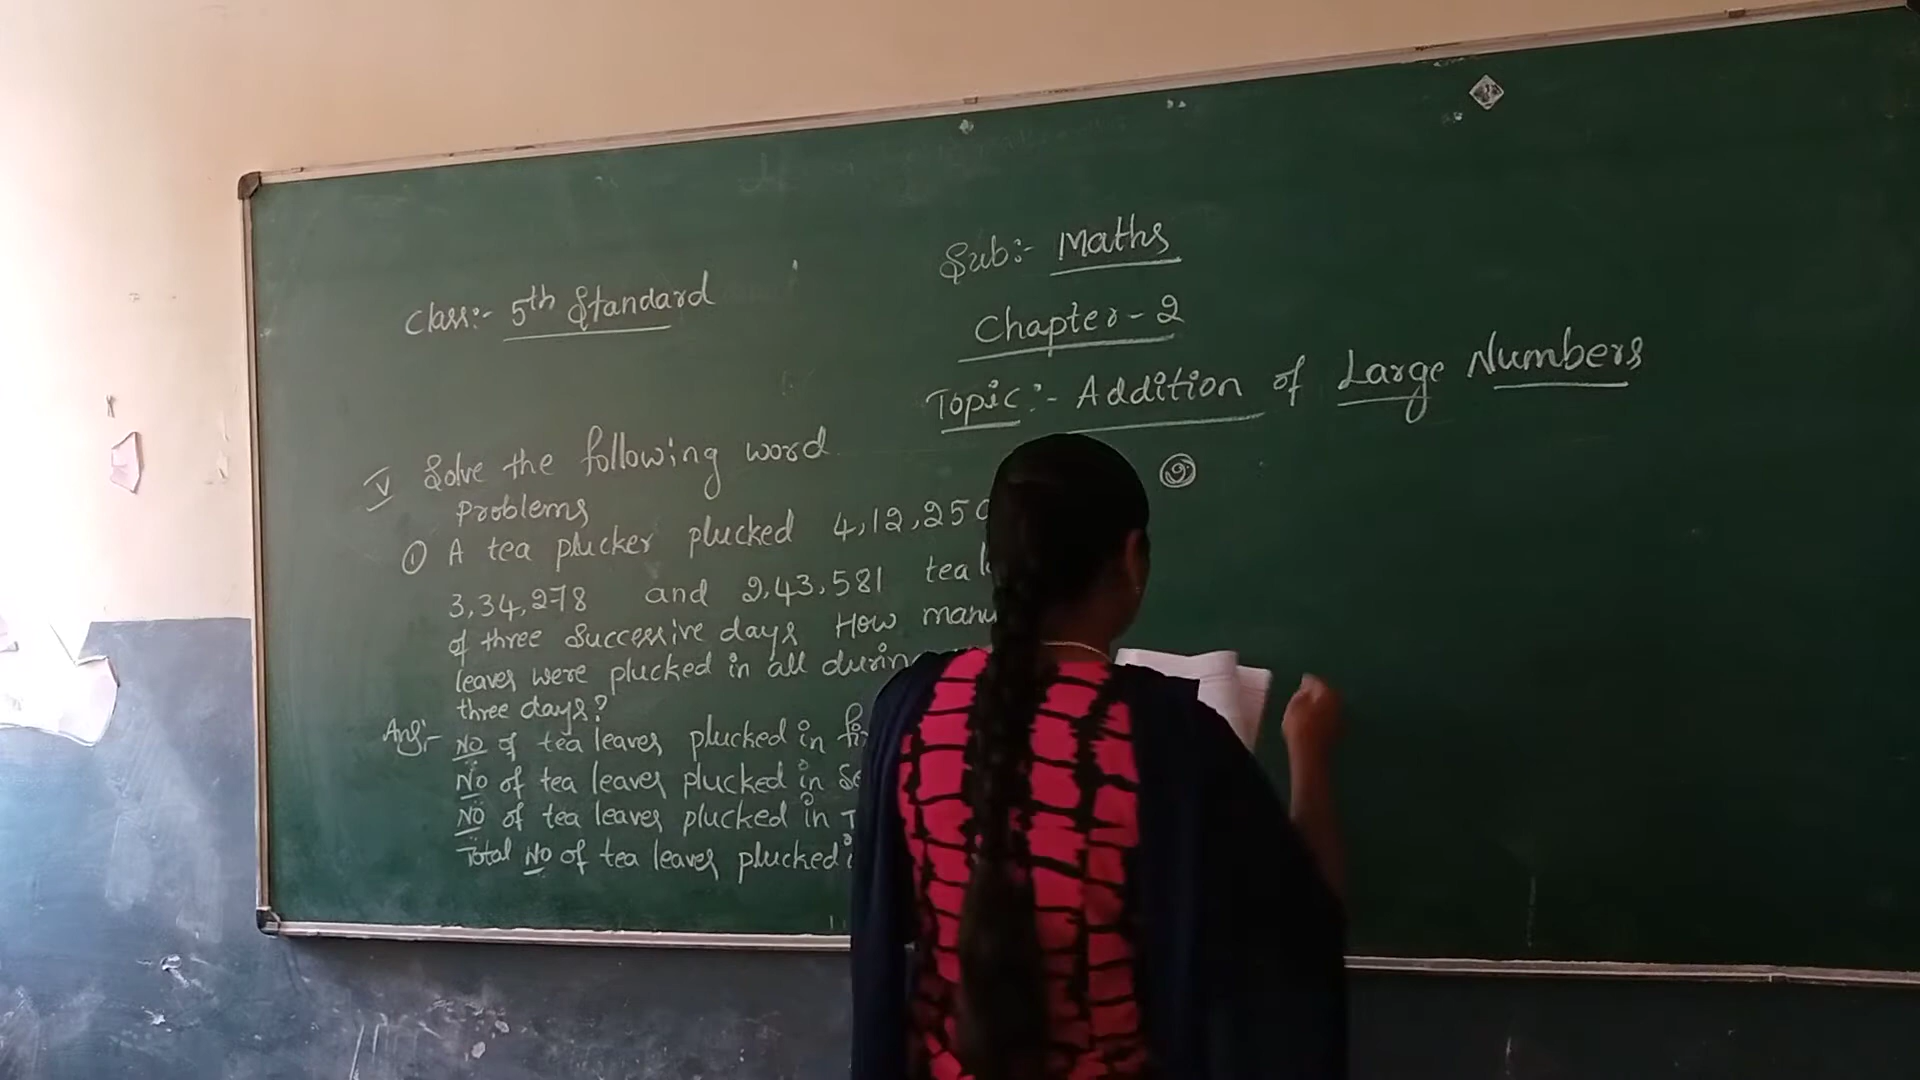 Sub:- Maths
Class:- 5th Standard
Chapter-2
Topic:- Addition of Large Numbers
V Solve the following word
problems
① A tea plucker plucked 4,12,250
3,34,278 and 2,43,581 tea
of three successive days How many
leaves were plucked in all
three days?
Ans:- No of tea leaves plucked in
No of tea leaves plucked in
No of tea leaves plucked in
Total No of tea leaves plucked
②